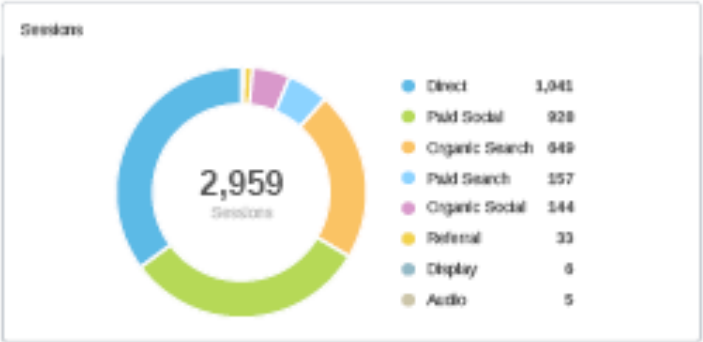 Sessions
2,959
Sessions
Direct 1,041
Paid Social
Organic Search 649
Paid Search 157
Organic Social 144
Referral 33
Display 6
Audio 5